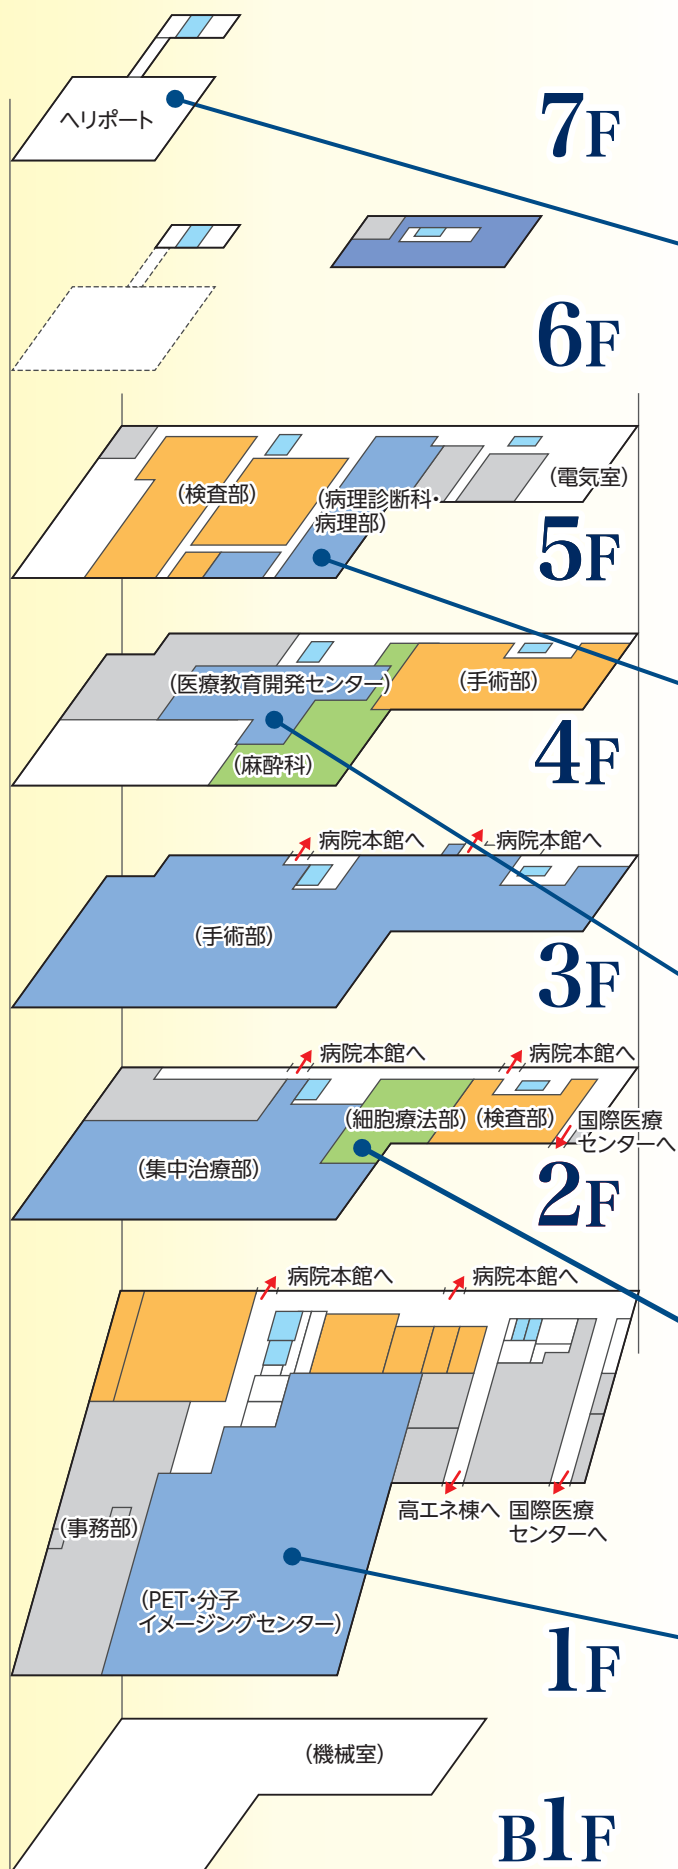 ヘリポート
7F
6F
(検査部)
(病理診断科・
病理部)
(電気室)
5F
(医療教育開発センター)
(手術部)
(麻酔科)
4F
病院本館へ
病院本館へ
(手術部)
3F
病院本館へ
病院本館へ
(細胞療法部)
(検査部)
国際医療
センターへ
(集中治療部)
2F
病院本館へ
病院本館へ
高エネ棟へ
国際医療
センターへ
(事務部)
(PET・分子
イメージングセンター)
1F
(機械室)
B1F